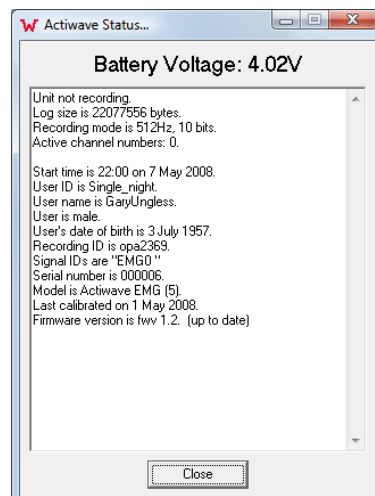 Actiwave Status...
Battery Voltage: 4.02V
Unit not recording.
Log size is 22077556 bytes.
Recording mode is 512Hz, 10 bits.
Active channel numbers: 0.
Start time is 22:00 on 7 May 2008.
User ID is Single_night.
User name is GaryUngless.
User is male.
User's date of birth is 3 July 1957.
Recording ID is opa2369.
Signal IDs are "EMG0 "
Serial number is 000006.
Model is Actiwave EMG (5).
Last calibrated on 1 May 2008.
Firmware version is fwv 1.2.  (up to date)
Close